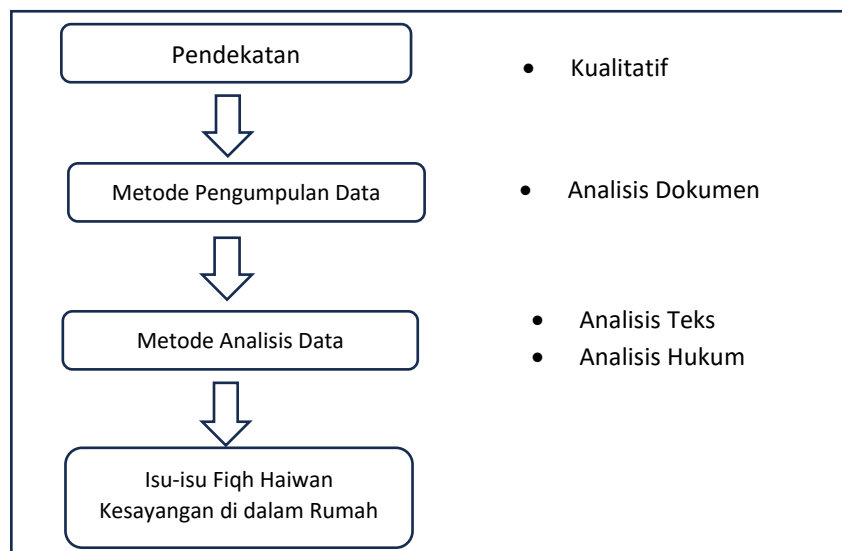 Pendekatan
• Kualitatif
Metode Pengumpulan Data
• Analisis Dokumen
Metode Analisis Data
• Analisis Teks
• Analisis Hukum
Isu-isu Fiqh Haiwan
Kesayangan di dalam Rumah